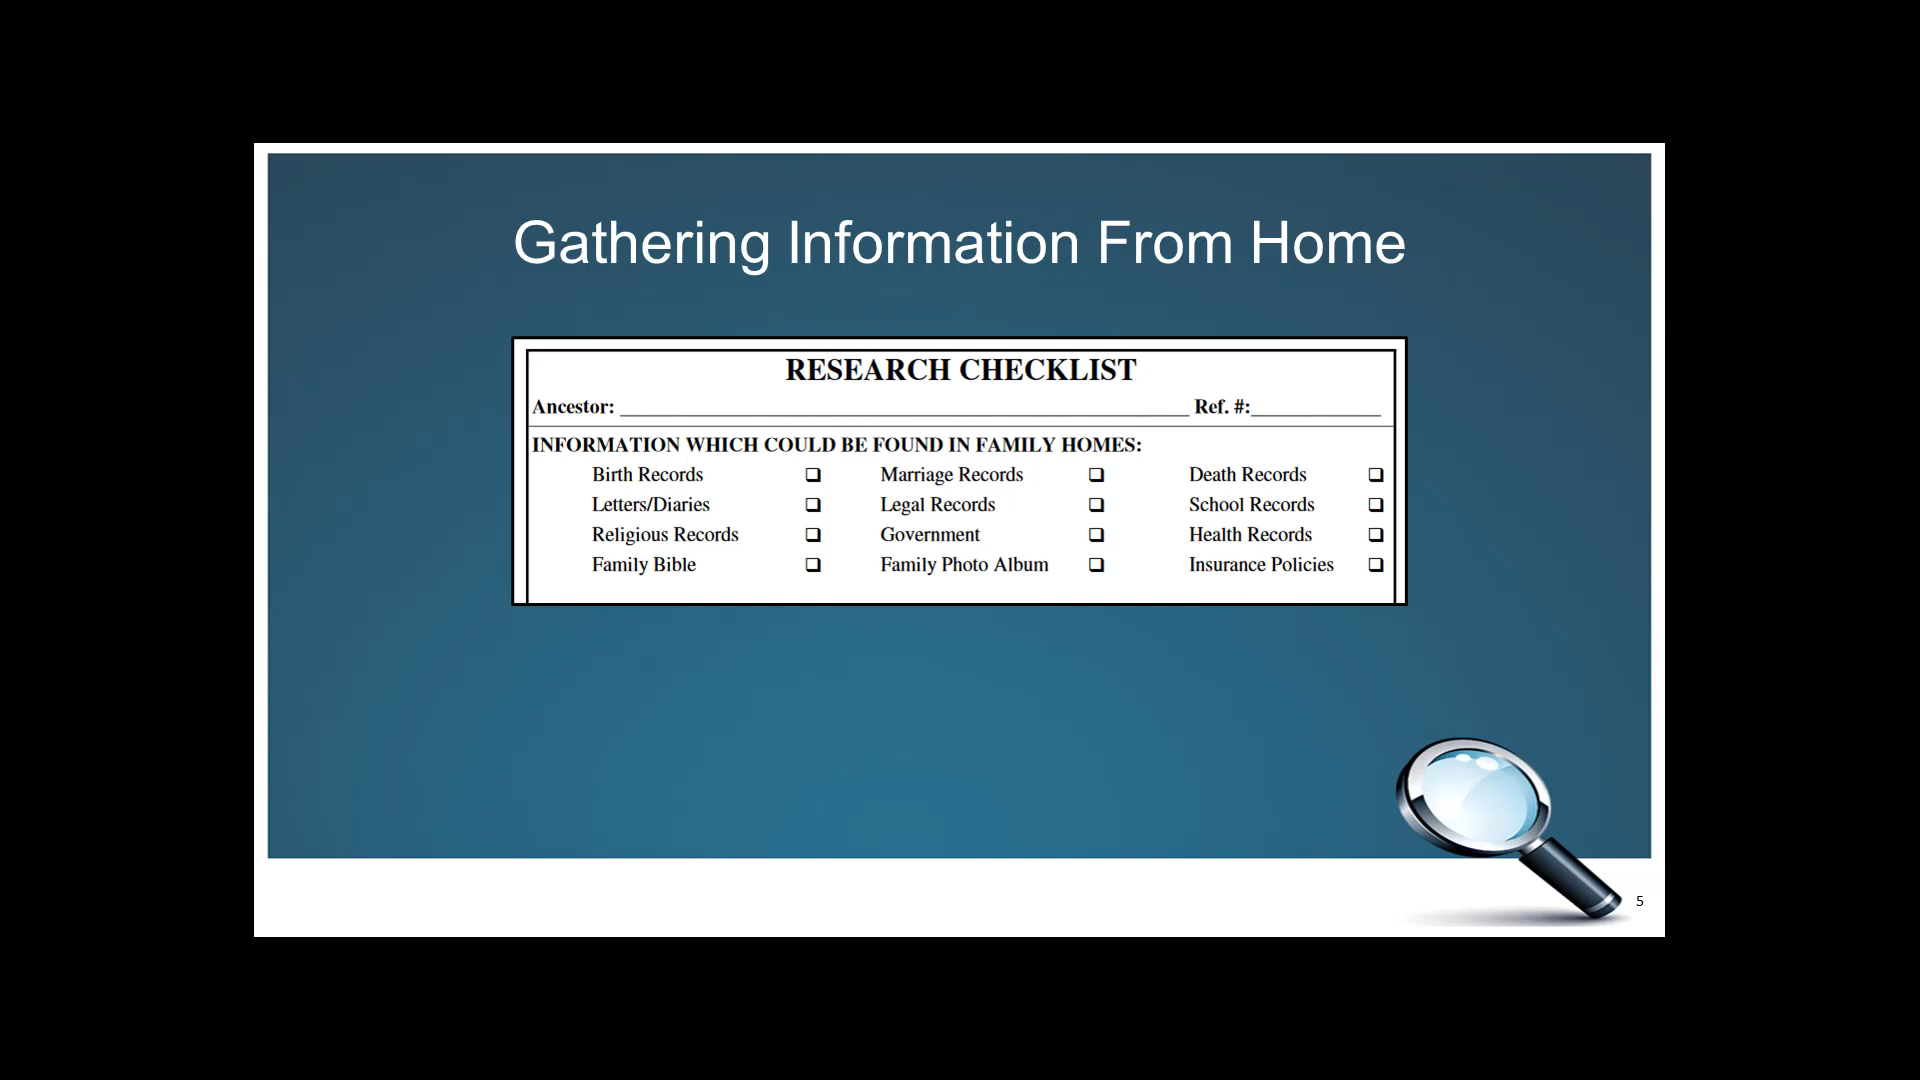 Gathering Information From Home
RESEARCH CHECKLIST
Ancestor: Ref. #:
INFORMATION WHICH COULD BE FOUND IN FAMILY HOMES:
Birth Records ❑ Marriage Records ❑ Death Records ❑
Letters/Diaries ❑ Legal Records ❑ School Records ❑
Religious Records ❑ Government ❑ Health Records ❑
Family Bible ❑ Family Photo Album ❑ Insurance Policies ❑
5